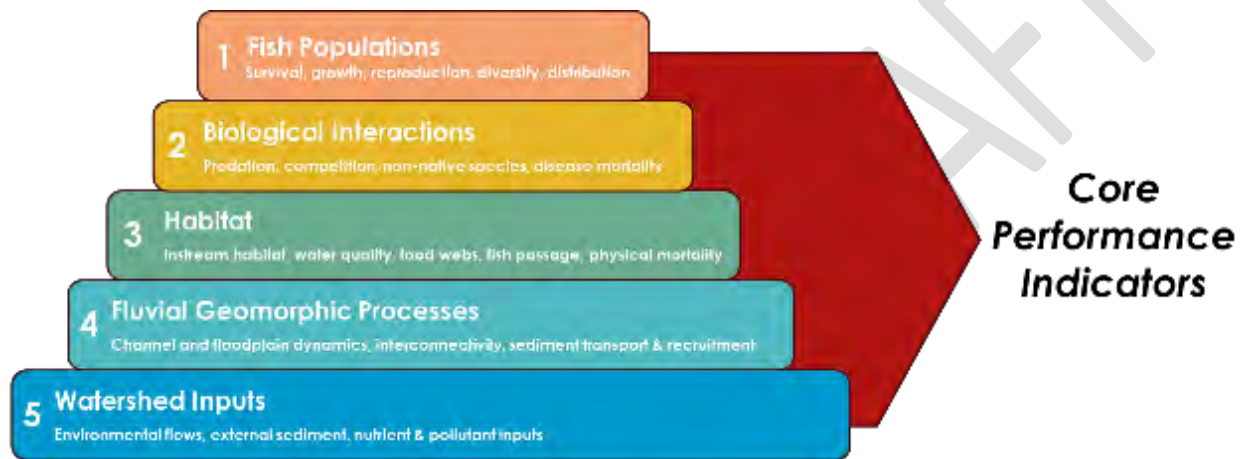 1 Fish Populations
Survival, growth, reproduction, diversity, distribution
2 Biological Interactions
Predation, competition, non-native species, disease mortality
3 Habitat
Instream habitat, water quality, food webs, fish passage, physical mortality
4 Fluvial Geomorphic Processes
Channel and floodplain dynamics, interconnectivity, sediment transport & recruitment
5 Watershed Inputs
Environmental flows, external sediment, nutrient & pollutant inputs
Core
Performance
Indicators
AFT